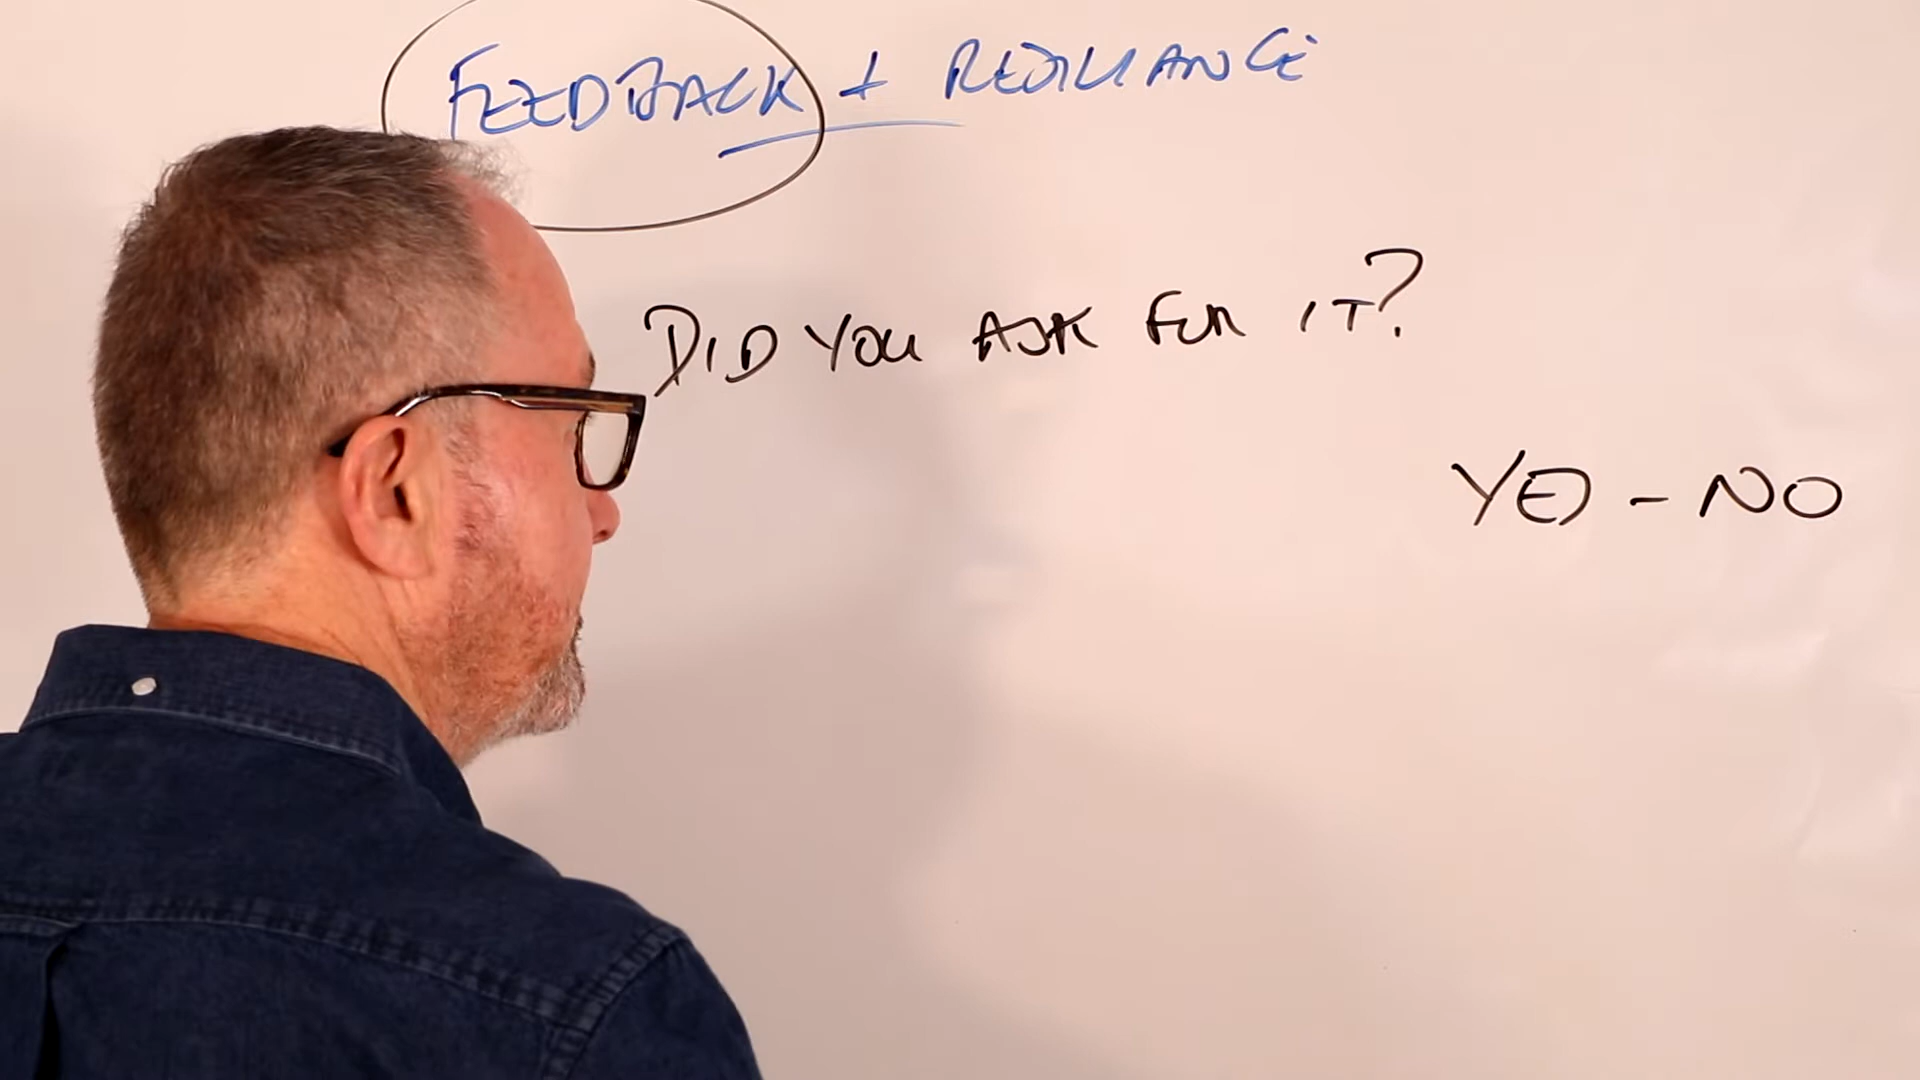 FEEDBACK + RESILIANCE
DID YOU ASK FOR IT?
YES - NO